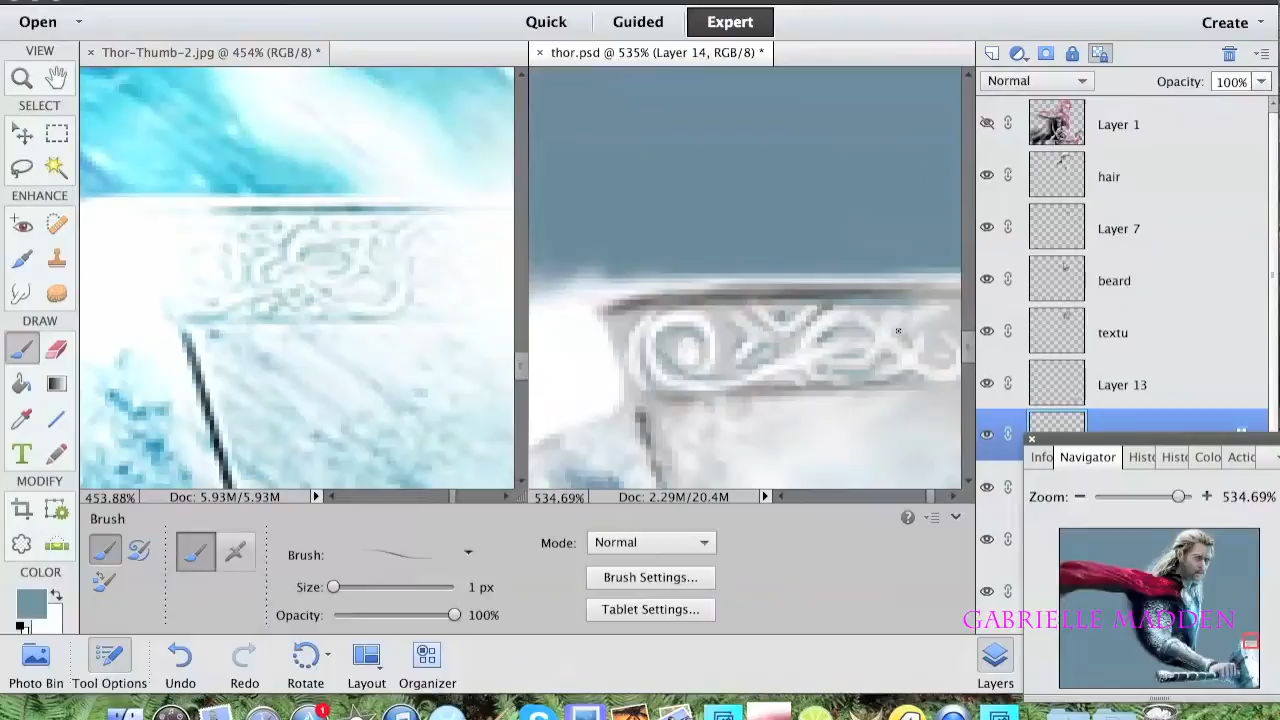 Open
Quick
Guided
Expert
Create
VIEW
× Thor-Thumb-2.jpg @ 454% (RGB/8) *
× thor.psd @ 535% (Layer 14, RGB/8) *
Normal
Opacity: 100%
SELECT
ENHANCE
DRAW
T
MODIFY
COLOR
Layer 1
hair
Layer 7
beard
textu
Layer 13
453.88%
Doc: 5.93M/5.93M
534.69%
Doc: 2.29M/20.4M
Info
Navigator
Histo
Colo
Actio
Zoom:
534.69%
Brush
Brush:
Size:
1 px
Opacity:
100%
Mode:
Normal
Brush Settings...
Tablet Settings...
GABRIELLE MADDEN
Photo Bin
Tool Options
Undo
Redo
Rotate
Layout
Organizer
Layers
1